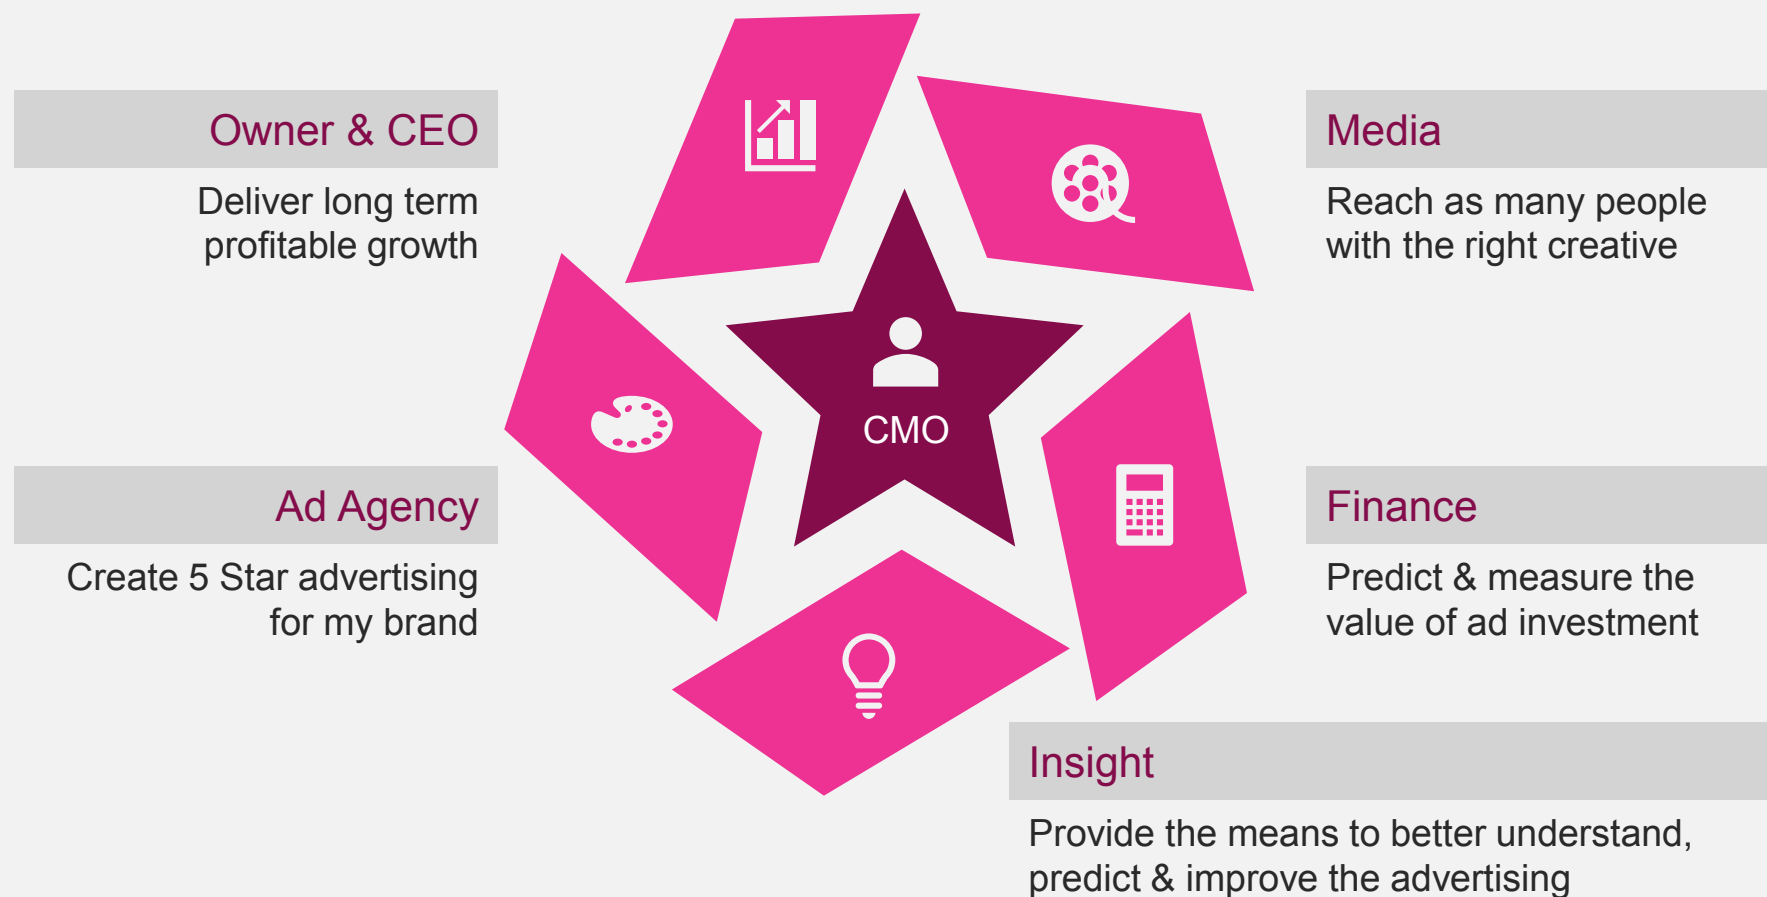 Owner & CEO
Deliver long term
profitable growth
Media
Reach as many people
with the right creative
CMO
Ad Agency
Create 5 Star advertising
for my brand
Finance
Predict & measure the
value of ad investment
Insight
Provide the means to better understand,
predict & improve the advertising